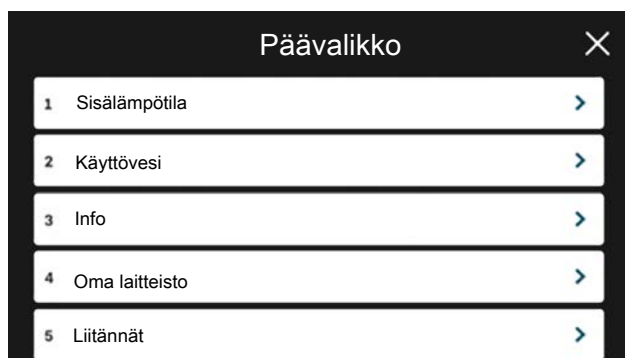 Päävalikko
1 Sisälämpötila
2 Käyttövesi
3 Info
4 Oma laitteisto
5 Liitännät